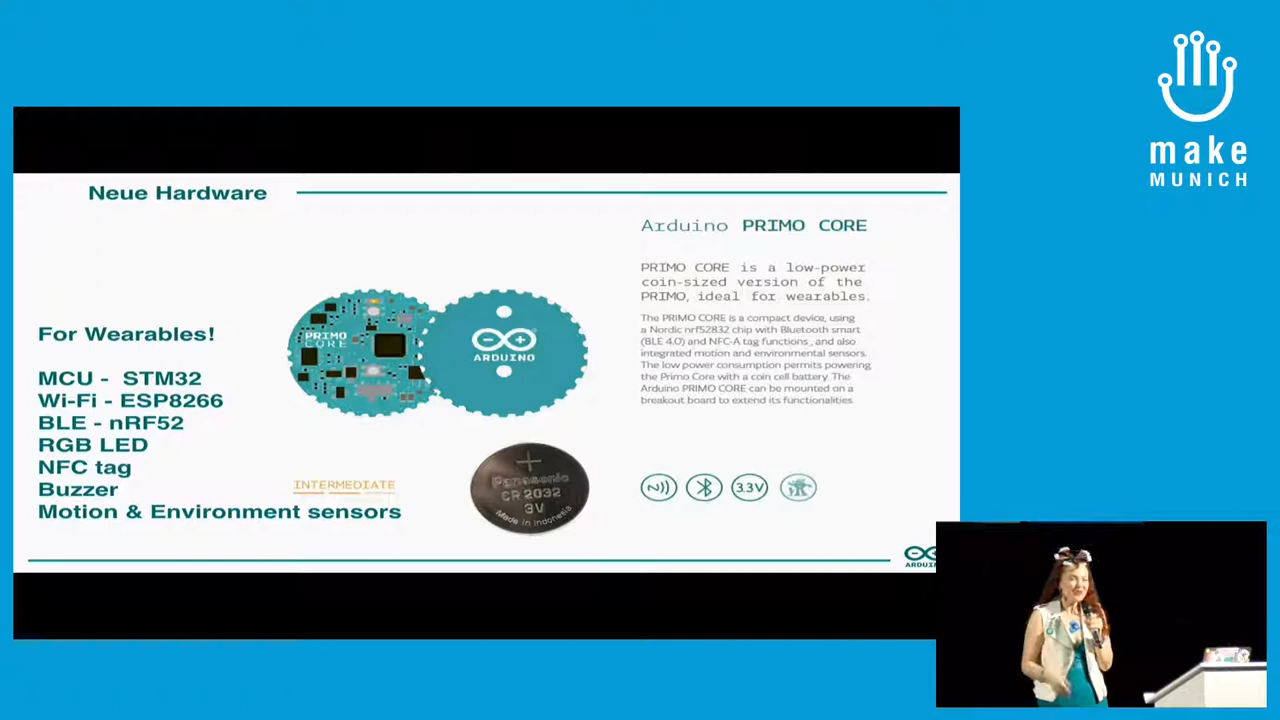 make
MUNICH
Neue Hardware
Arduino PRIMO CORE
PRIMO CORE is a low-power
coin-sized version of the
PRIMO, ideal for wearables.
The PRIMO CORE is a compact device, using
a Nordic nrf52832 chip with Bluetooth smart
(BLE 4.0) and NFC-A tag functions, and also
integrated motion and environmental sensors.
The low power consumption permits powering
the Primo Core with a coin cell battery. The
Arduino PRIMO CORE can be mounted on a
breakout board to extend its functionalities
For Wearables!
MCU - STM32
Wi-Fi - ESP8266
BLE - nRF52
RGB LED
NFC tag
Buzzer
Motion & Environment sensors
PRIMO
CORE
ARDUINO
INTERMEDIATE
Panasonic
CR 2032
3V
Made in Indonesia
3.3V
ARDUIN